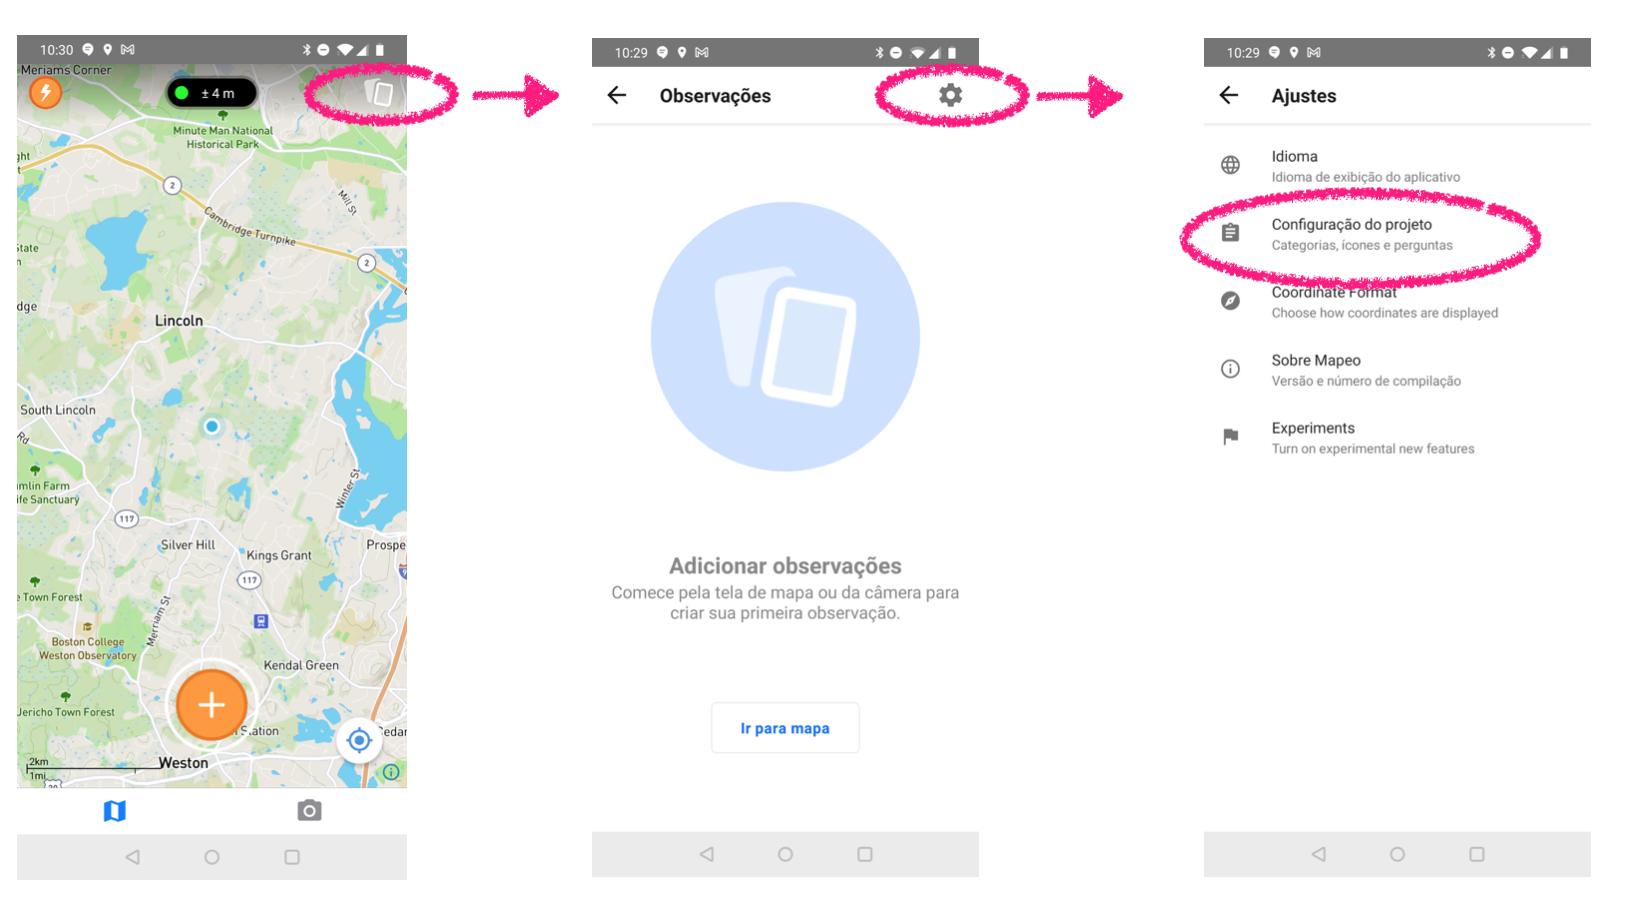 10:30
Meriams Corner
± 4 m
Minute Man National
Historical Park
2
Mill St
Cambridge Turnpike
2
Lincoln
South Lincoln
Rd
mlin Farm
ife Sanctuary
Winter St
117
Silver Hill
Kings Grant
Prospe
117
e Town Forest
Merriam St
Boston College
Weston Observatory
Kendal Green
Jericho Town Forest
Station
Cedar
Weston
2km
1mi
10:29
Observações
Adicionar observações
Comece pela tela de mapa ou da câmera para
criar sua primeira observação.
Ir para mapa
10:29
Ajustes
Idioma
Idioma de exibição do aplicativo
Configuração do projeto
Categorias, ícones e perguntas
Coordinate Format
Choose how coordinates are displayed
Sobre Mapeo
Versão e número de compilação
Experiments
Turn on experimental new features